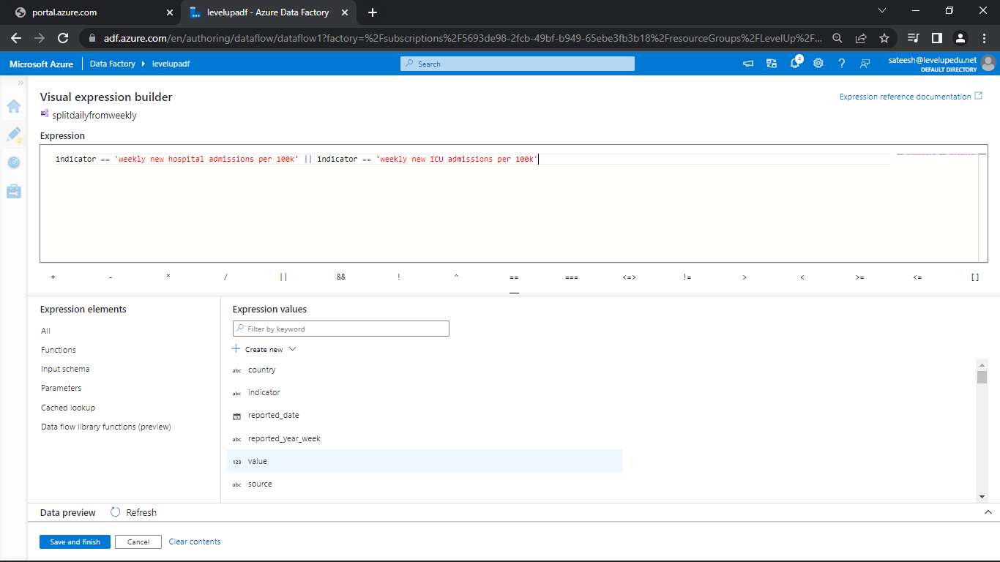 portal.azure.com
levelupadf - Azure Data Factory
adf.azure.com/en/authoring/dataflow/dataflow1?factory=%2Fsubscriptions%2F5693de98-2fcb-49bf-b949-65ebe3fb3b18%2FresourceGroups%2FLevelUp%2F...
Microsoft Azure
Data Factory
levelupadf
Search
4
sateesh@levelupedu.net
DEFAULT DIRECTORY
»
Visual expression builder
Expression reference documentation
splitdailyfromweekly
2
Expression
indicator == 'weekly new hospital admissions per 100k' || indicator == 'weekly new ICU admissions per 100k'
+ - * / || && ! ^ == === <=> != > < >= <= []
Expression elements
All
Functions
Input schema
Parameters
Cached lookup
Data flow library functions (preview)
Expression values
Filter by keyword
Create new
abc country
abc indicator
reported_date
abc reported_year_week
123 value
abc source
Data preview
Refresh
Save and finish
Cancel
Clear contents